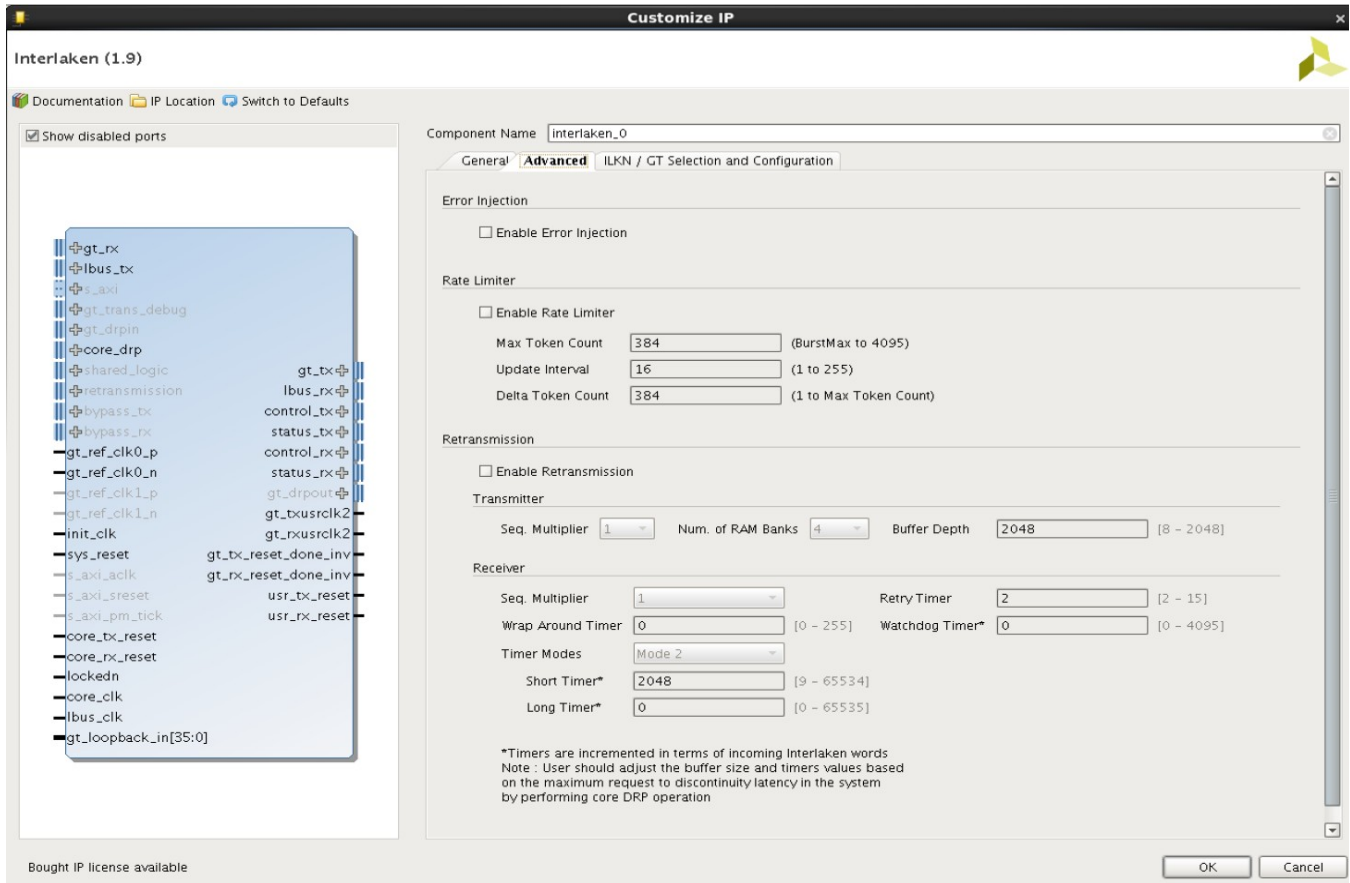 Customize IP
Interlaken (1.9)
Documentation IP Location Switch to Defaults
Show disabled ports
gt_rx
lbus_tx
s_axi
gt_trans_debug
gt_drpin
core_drp
shared_logic gt_tx
retransmission lbus_rx
bypass_tx control_tx
bypass_rx status_tx
gt_ref_clk0_p control_rx
gt_ref_clk0_n status_rx
gt_ref_clk1_p gt_drpout
gt_ref_clk1_n gt_txusrclk2
init_clk gt_rxusrclk2
sys_reset gt_tx_reset_done_inv
s_axi_aclk gt_rx_reset_done_inv
s_axi_sreset usr_tx_reset
s_axi_pm_tick usr_rx_reset
core_tx_reset
core_rx_reset
lockedn
core_clk
lbus_clk
gt_loopback_in[35:0]
Component Name interlaken_0
General Advanced ILKN / GT Selection and Configuration
Error Injection
Enable Error Injection
Rate Limiter
Enable Rate Limiter
Max Token Count 384 (BurstMax to 4095)
Update Interval 16 (1 to 255)
Delta Token Count 384 (1 to Max Token Count)
Retransmission
Enable Retransmission
Transmitter
Seq. Multiplier 1 Num. of RAM Banks 4 Buffer Depth 2048 [8 - 2048]
Receiver
Seq. Multiplier 1 Retry Timer 2 [2 - 15]
Wrap Around Timer 0 [0 - 255] Watchdog Timer* 0 [0 - 4095]
Timer Modes Mode 2
Short Timer* 2048 [9 - 65534]
Long Timer* 0 [0 - 65535]
*Timers are incremented in terms of incoming Interlaken words
Note : User should adjust the buffer size and timers values based
on the maximum request to discontinuity latency in the system
by performing core DRP operation
Bought IP license available
OK Cancel